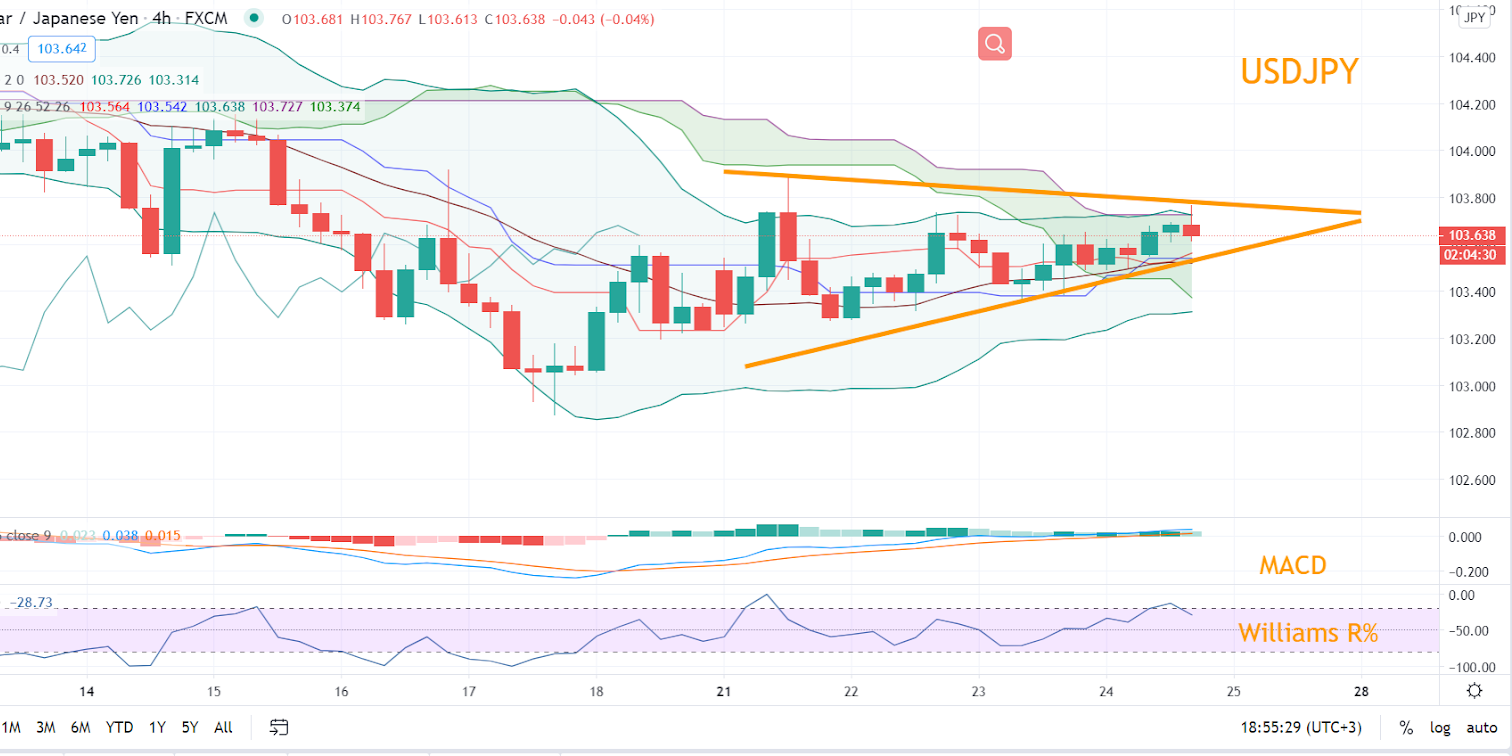 ar / Japanese Yen · 4h · FXCM O103.681 H103.767 L103.613 C103.638 −0.043 (−0.04%)
0.4 103.642
2 0 103.520 103.726 103.314
9 26 52 26 103.564 103.542 103.638 103.727 103.374
USDJPY
JPY
104.400
104.200
104.000
103.800
103.638
02:04:30
103.400
103.200
103.000
102.800
102.600
close 9 0.023 0.038 0.015
0.000
−0.200
MACD
−28.73
0.00
−50.00
−100.00
Williams R%
14 15 16 17 18 21 22 23 24 25 28
1M 3M 6M YTD 1Y 5Y All
18:55:29 (UTC+3) % log auto